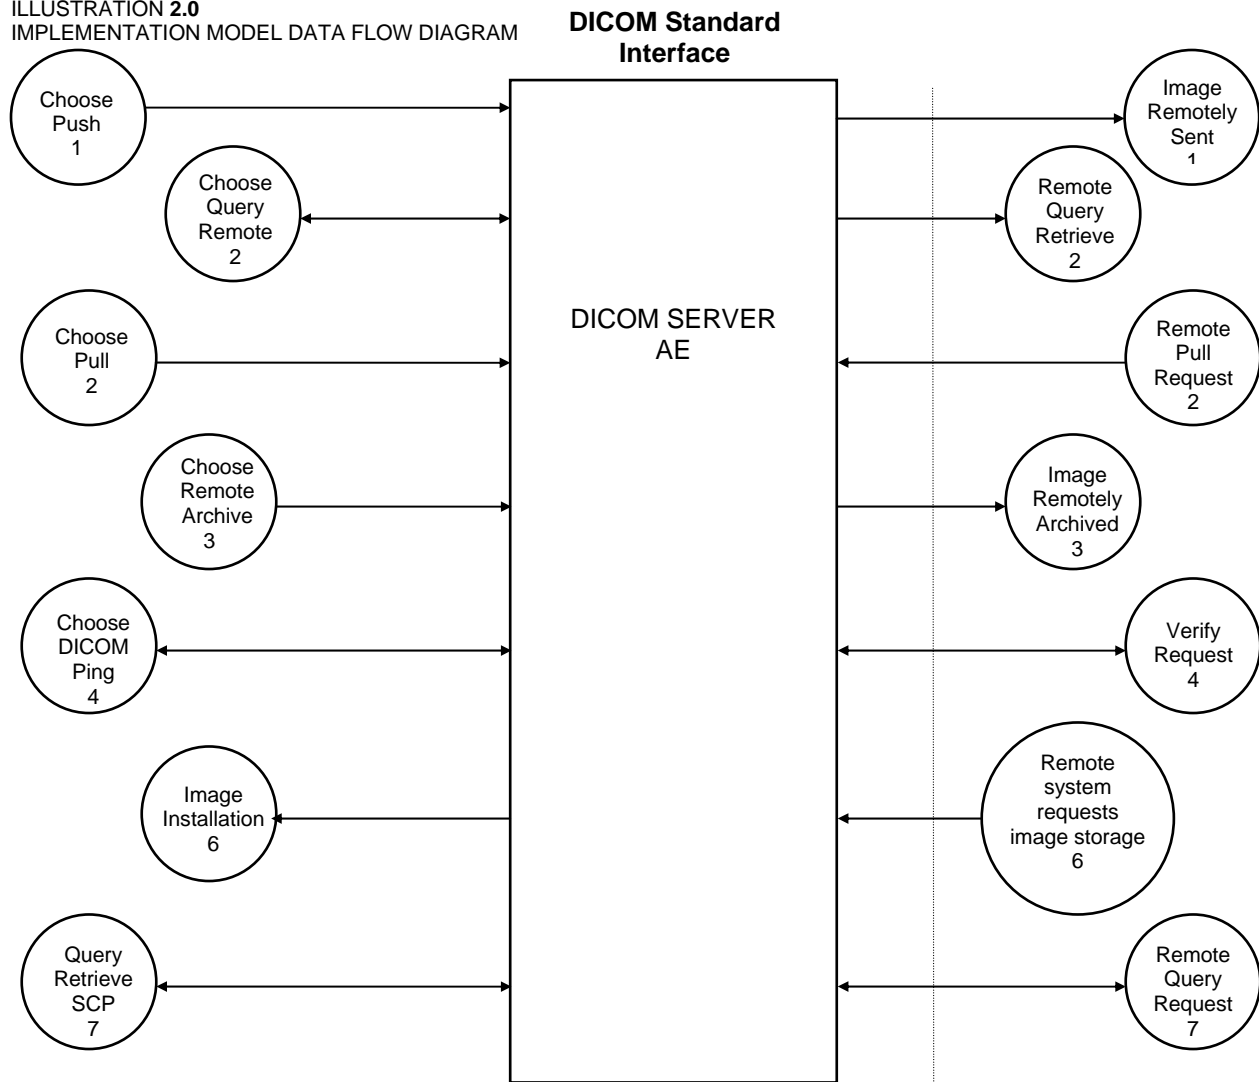 ILLUSTRATION 2.0
IMPLEMENTATION MODEL DATA FLOW DIAGRAM
DICOM Standard
Interface
Choose
Push
1
Image
Remotely
Sent
1
Choose
Query
Remote
2
Remote
Query
Retrieve
2
DICOM SERVER
AE
Choose
Pull
2
Remote
Pull
Request
2
Choose
Remote
Archive
3
Image
Remotely
Archived
3
Choose
DICOM
Ping
4
Verify
Request
4
Image
Installation
6
Remote
system
requests
image storage
6
Query
Retrieve
SCP
7
Remote
Query
Request
7